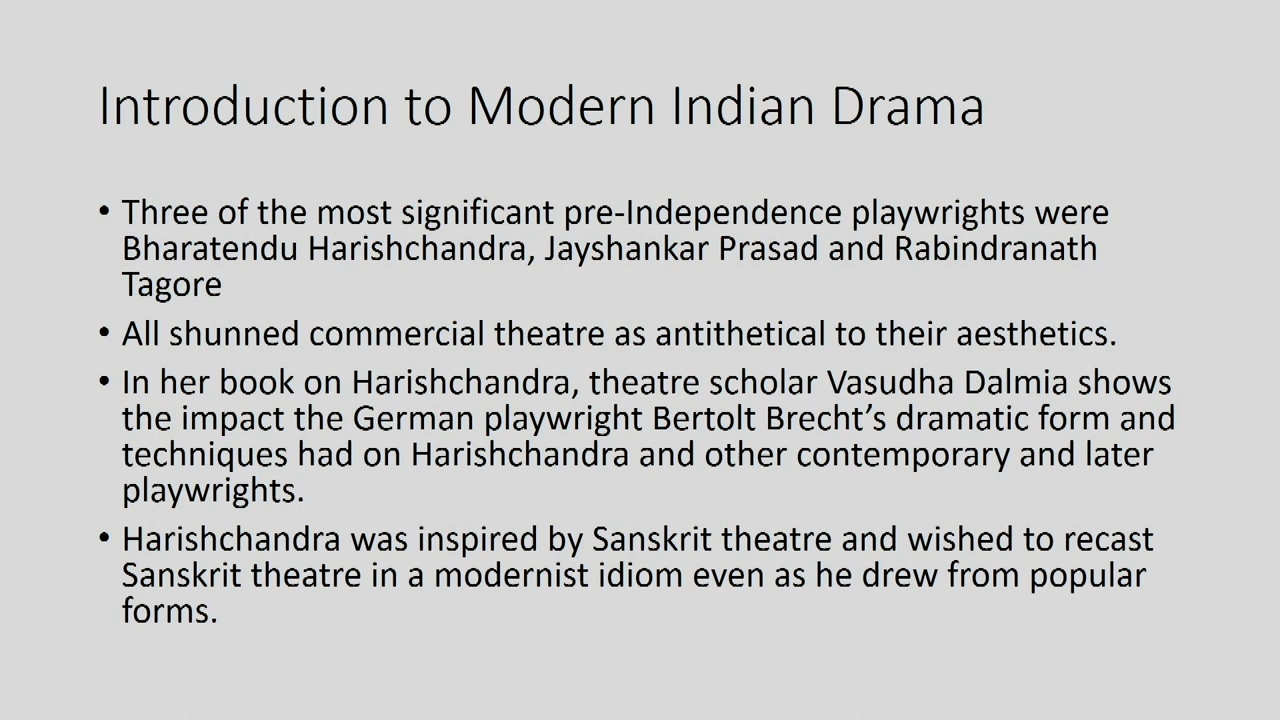 Introduction to Modern Indian Drama
• Three of the most significant pre-Independence playwrights were
Bharatendu Harishchandra, Jayshankar Prasad and Rabindranath
Tagore
• All shunned commercial theatre as antithetical to their aesthetics.
• In her book on Harishchandra, theatre scholar Vasudha Dalmia shows
the impact the German playwright Bertolt Brecht’s dramatic form and
techniques had on Harishchandra and other contemporary and later
playwrights.
• Harishchandra was inspired by Sanskrit theatre and wished to recast
Sanskrit theatre in a modernist idiom even as he drew from popular
forms.